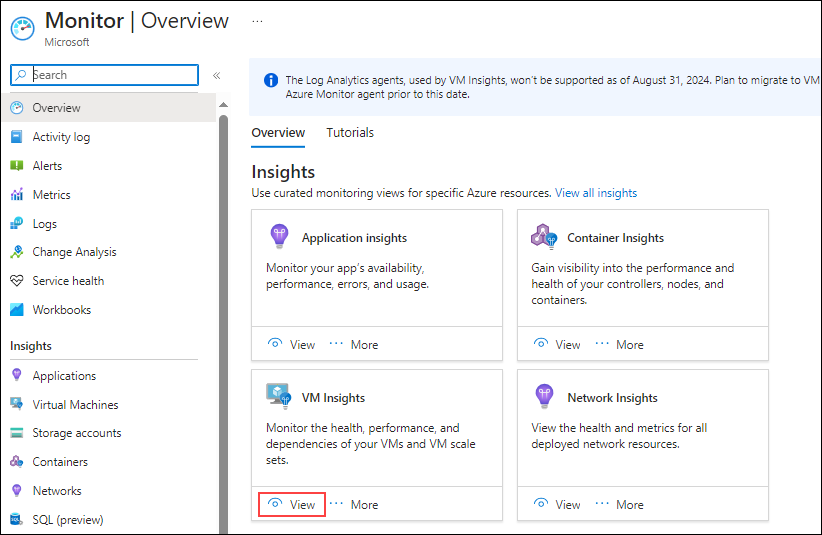 Monitor | Overview ...
Microsoft
Search
«
Overview
Activity log
Alerts
Metrics
Logs
Change Analysis
Service health
Workbooks
Insights
Applications
Virtual Machines
Storage accounts
Containers
Networks
SQL (preview)
The Log Analytics agents, used by VM Insights, won't be supported as of August 31, 2024. Plan to migrate to VM
Azure Monitor agent prior to this date.
Overview Tutorials
Insights
Use curated monitoring views for specific Azure resources. View all insights
Application insights
Monitor your app's availability,
performance, errors, and usage.
View ... More
Container Insights
Gain visibility into the performance and
health of your controllers, nodes, and
containers.
View ... More
VM Insights
Monitor the health, performance, and
dependencies of your VMs and VM scale
sets.
View ... More
Network Insights
View the health and metrics for all
deployed network resources.
View ... More